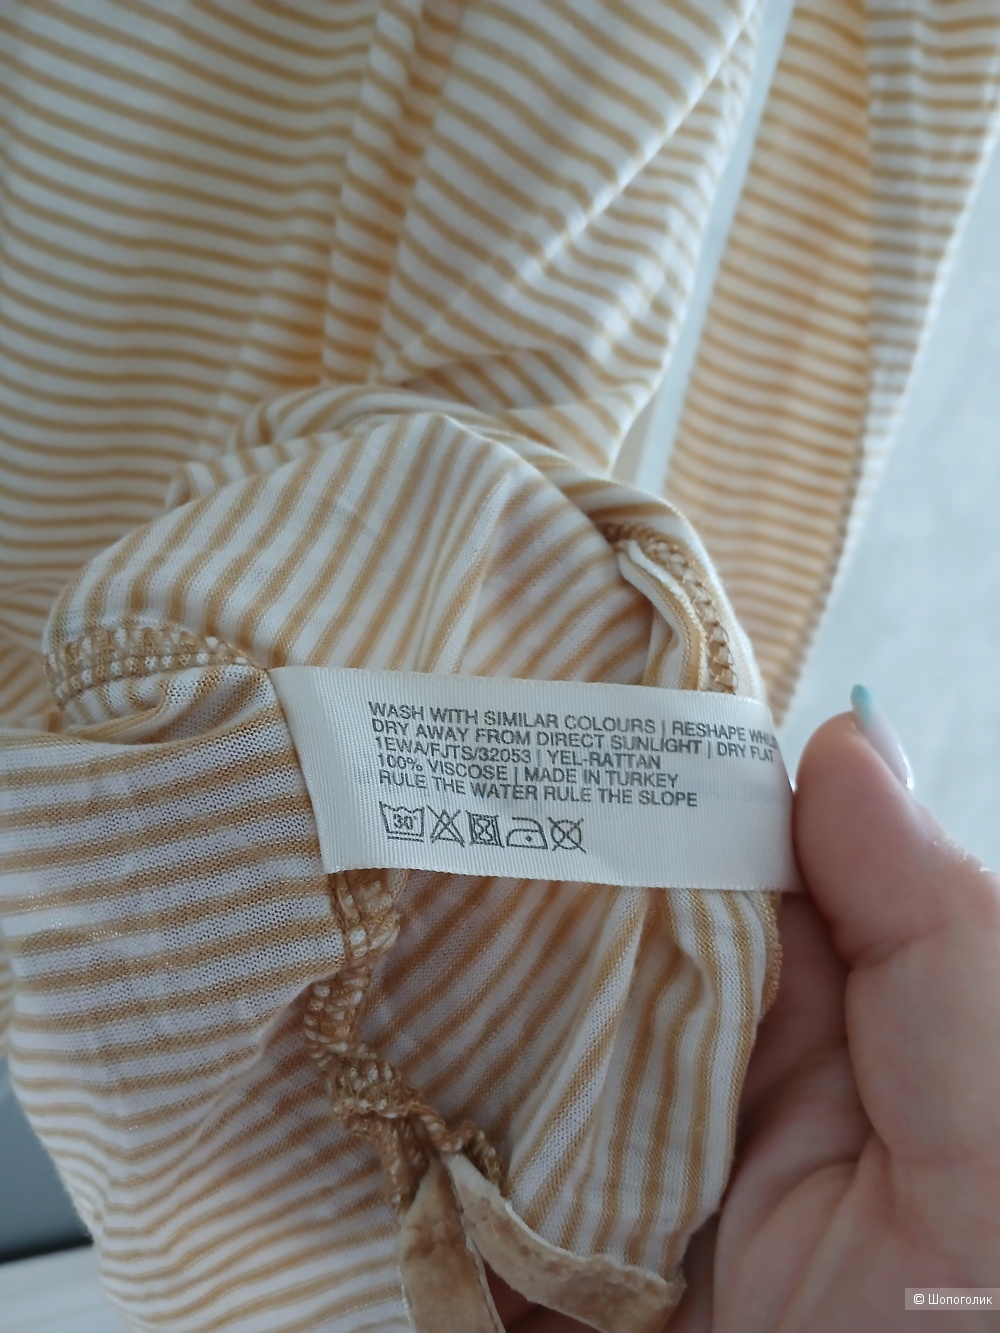 WASH WITH SIMILAR COLOURS | RESHAPE
DRY AWAY FROM DIRECT SUNLIGHT | DRY FLAT
1EWA/FJTS/32053 | YEL-RATTAN
100% VISCOSE | MADE IN TURKEY
RULE THE WATER RULE THE SLOPE
30°
© Шопоголик